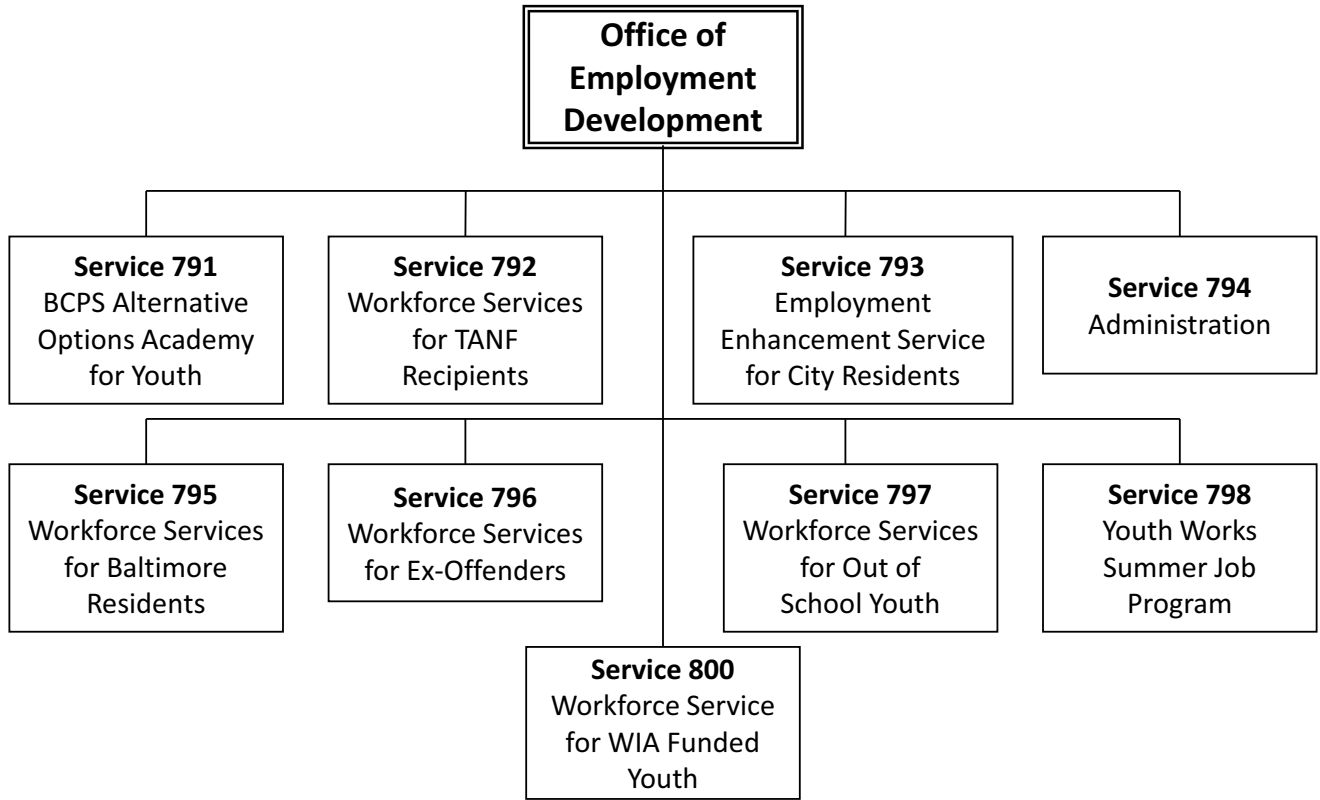 Office of
Employment
Development
Service 791
BCPS Alternative
Options Academy
for Youth
Service 792
Workforce Services
for TANF
Recipients
Service 793
Employment
Enhancement Service
for City Residents
Service 794
Administration
Service 795
Workforce Services
for Baltimore
Residents
Service 796
Workforce Services
for Ex-Offenders
Service 797
Workforce Services
for Out of
School Youth
Service 798
Youth Works
Summer Job
Program
Service 800
Workforce Service
for WIA Funded
Youth